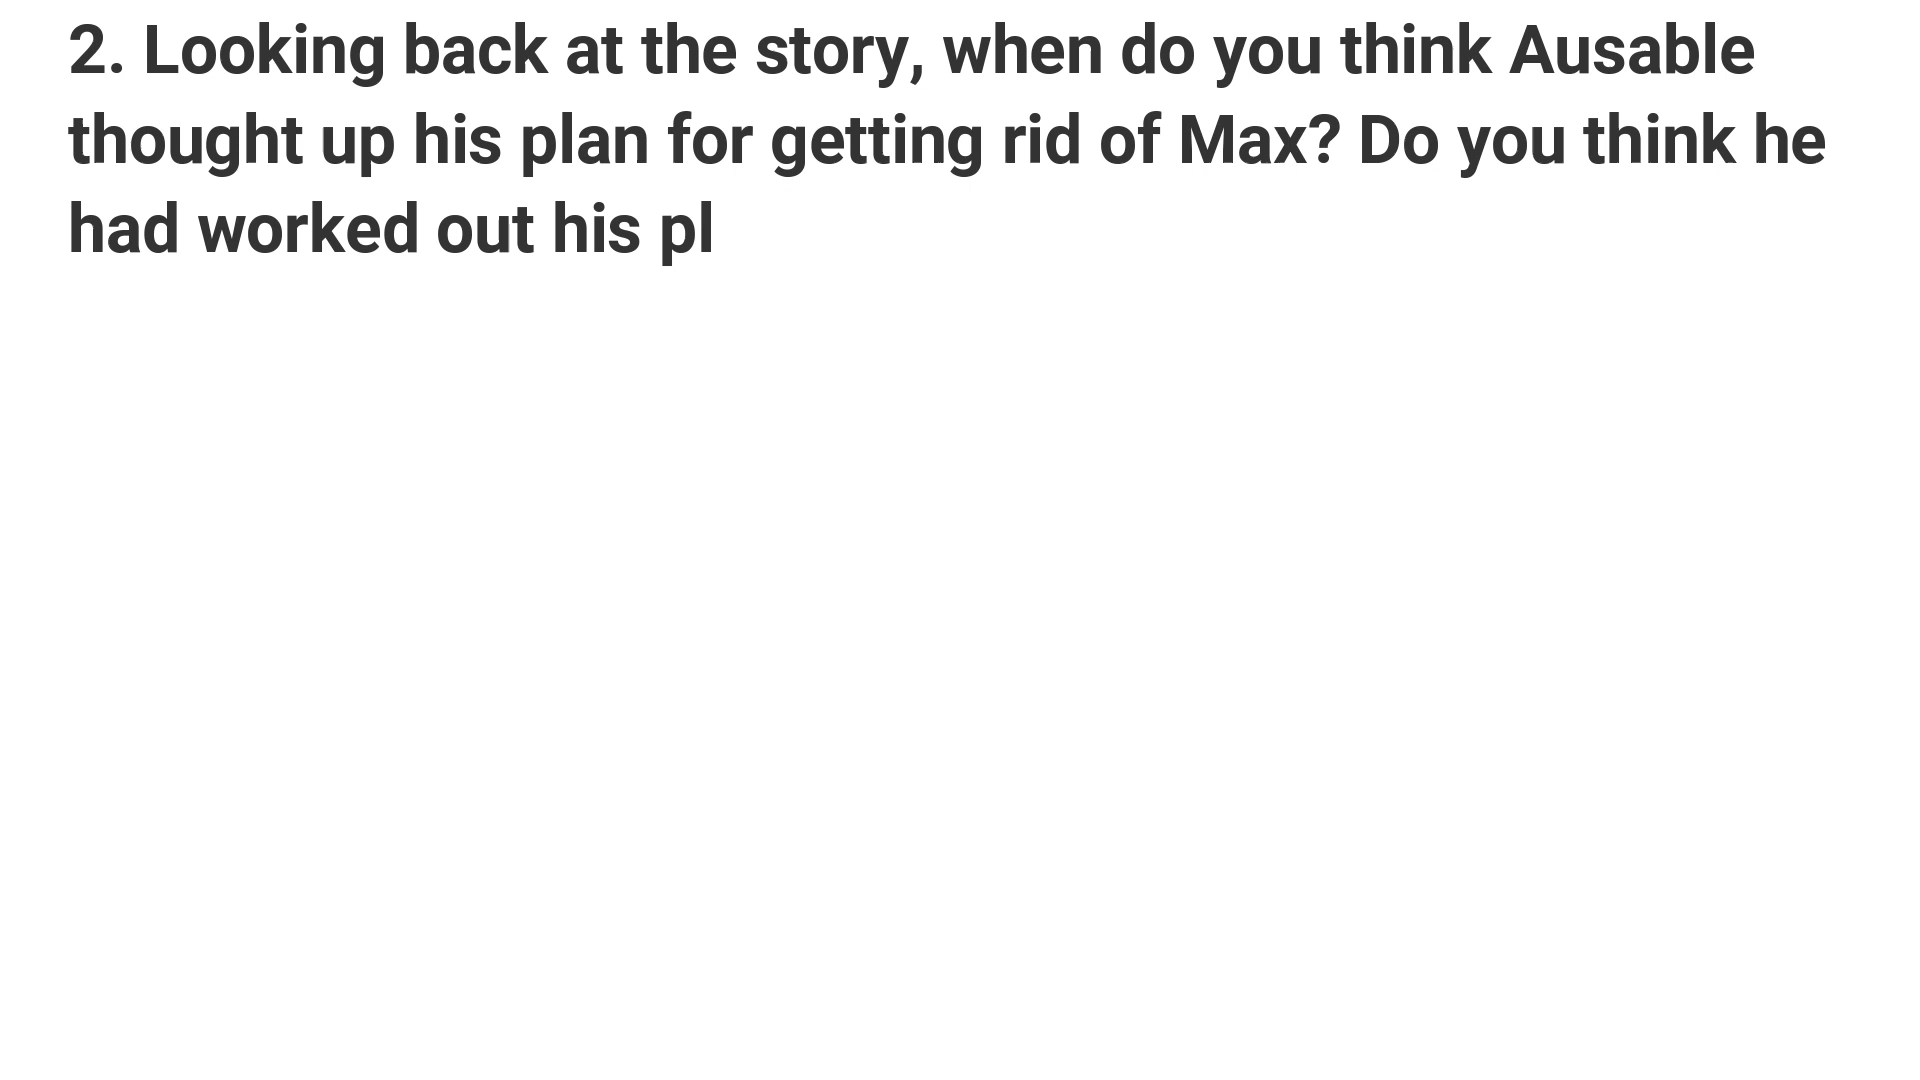 2. Looking back at the story, when do you think Ausable
thought up his plan for getting rid of Max? Do you think he
had worked out his pl